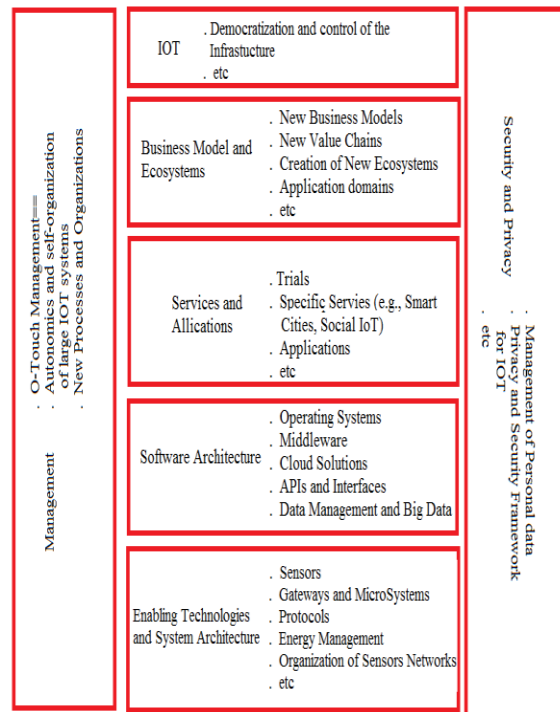 IOT
. Democratization and control of the
Infrastucture
. etc
Business Model and
Ecosystems
. New Business Models
. New Value Chains
. Creation of New Ecosystems
. Application domains
. etc
Services and
Allications
. Trials
. Specific Servies (e.g., Smart
Cities, Social IoT)
. Applications
. etc
Software Architecture
. Operating Systems
. Middleware
. Cloud Solutions
. APIs and Interfaces
. Data Management and Big Data
Enabling Technologies
and System Architecture
. Sensors
. Gateways and MicroSystems
. Protocols
. Energy Management
. Organization of Sensors Networks
. etc
Management
. O-Touch Management==
. Autonomics and self-organization
of large IOT systems
. New Processes and Organizations
Security and Privacy
. Management of Personal data
. Privacy and Security Framework
for IOT
. etc